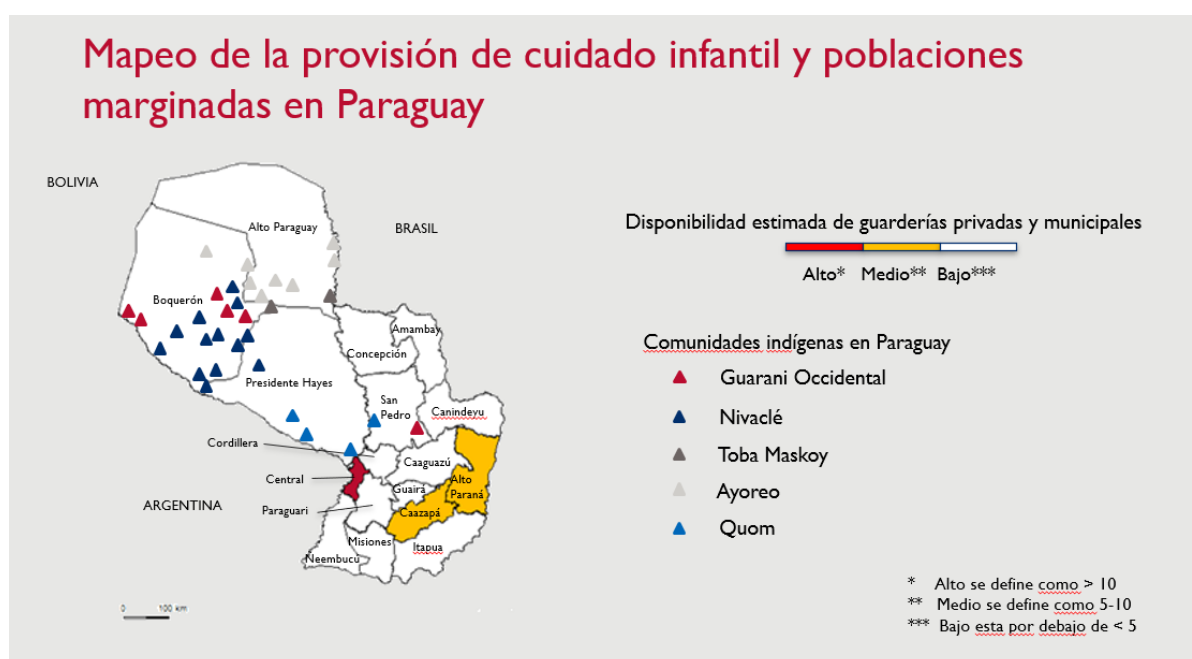 Mapeo de la provisión de cuidado infantil y poblaciones
marginadas en Paraguay
BOLIVIA
Alto Paraguay
BRASIL
Boquerón
Amambay
Concepción
Presidente Hayes
San
Pedro
Canindeyu
Cordillera
Caaguazú
Central
Alto
Paraná
Guairá
ARGENTINA
Paraguari
Caazapá
Misiones
Itapua
Neembucu
0 100 km
Disponibilidad estimada de guarderías privadas y municipales
Alto* Medio** Bajo***
Comunidades indígenas en Paraguay
Guarani Occidental
Nivaclé
Toba Maskoy
Ayoreo
Quom
* Alto se define como > 10
** Medio se define como 5-10
*** Bajo esta por debajo de < 5